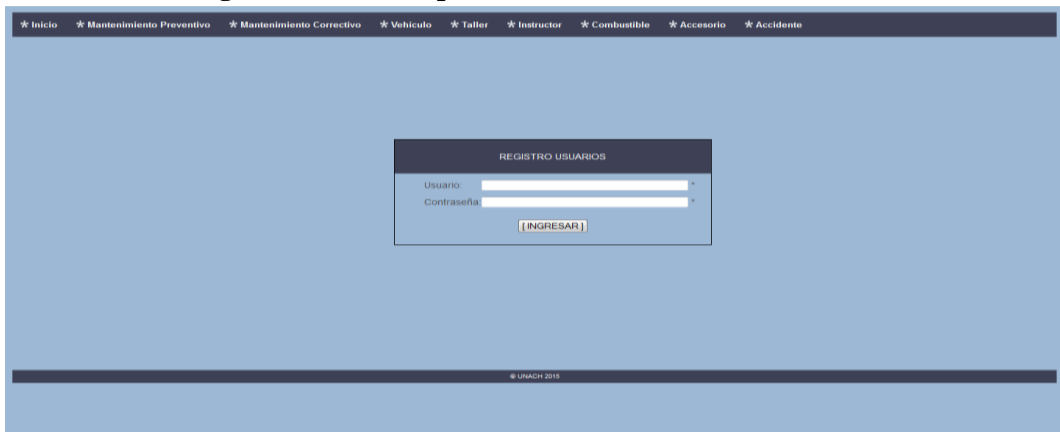 * Inicio * Mantenimiento Preventivo * Mantenimiento Correctivo * Vehiculo * Taller * Instructor * Combustible * Accesorio * Accidente
REGISTRO USUARIOS
Usuario: *
Contraseña: *
[ INGRESAR ]
© UNACH 2015